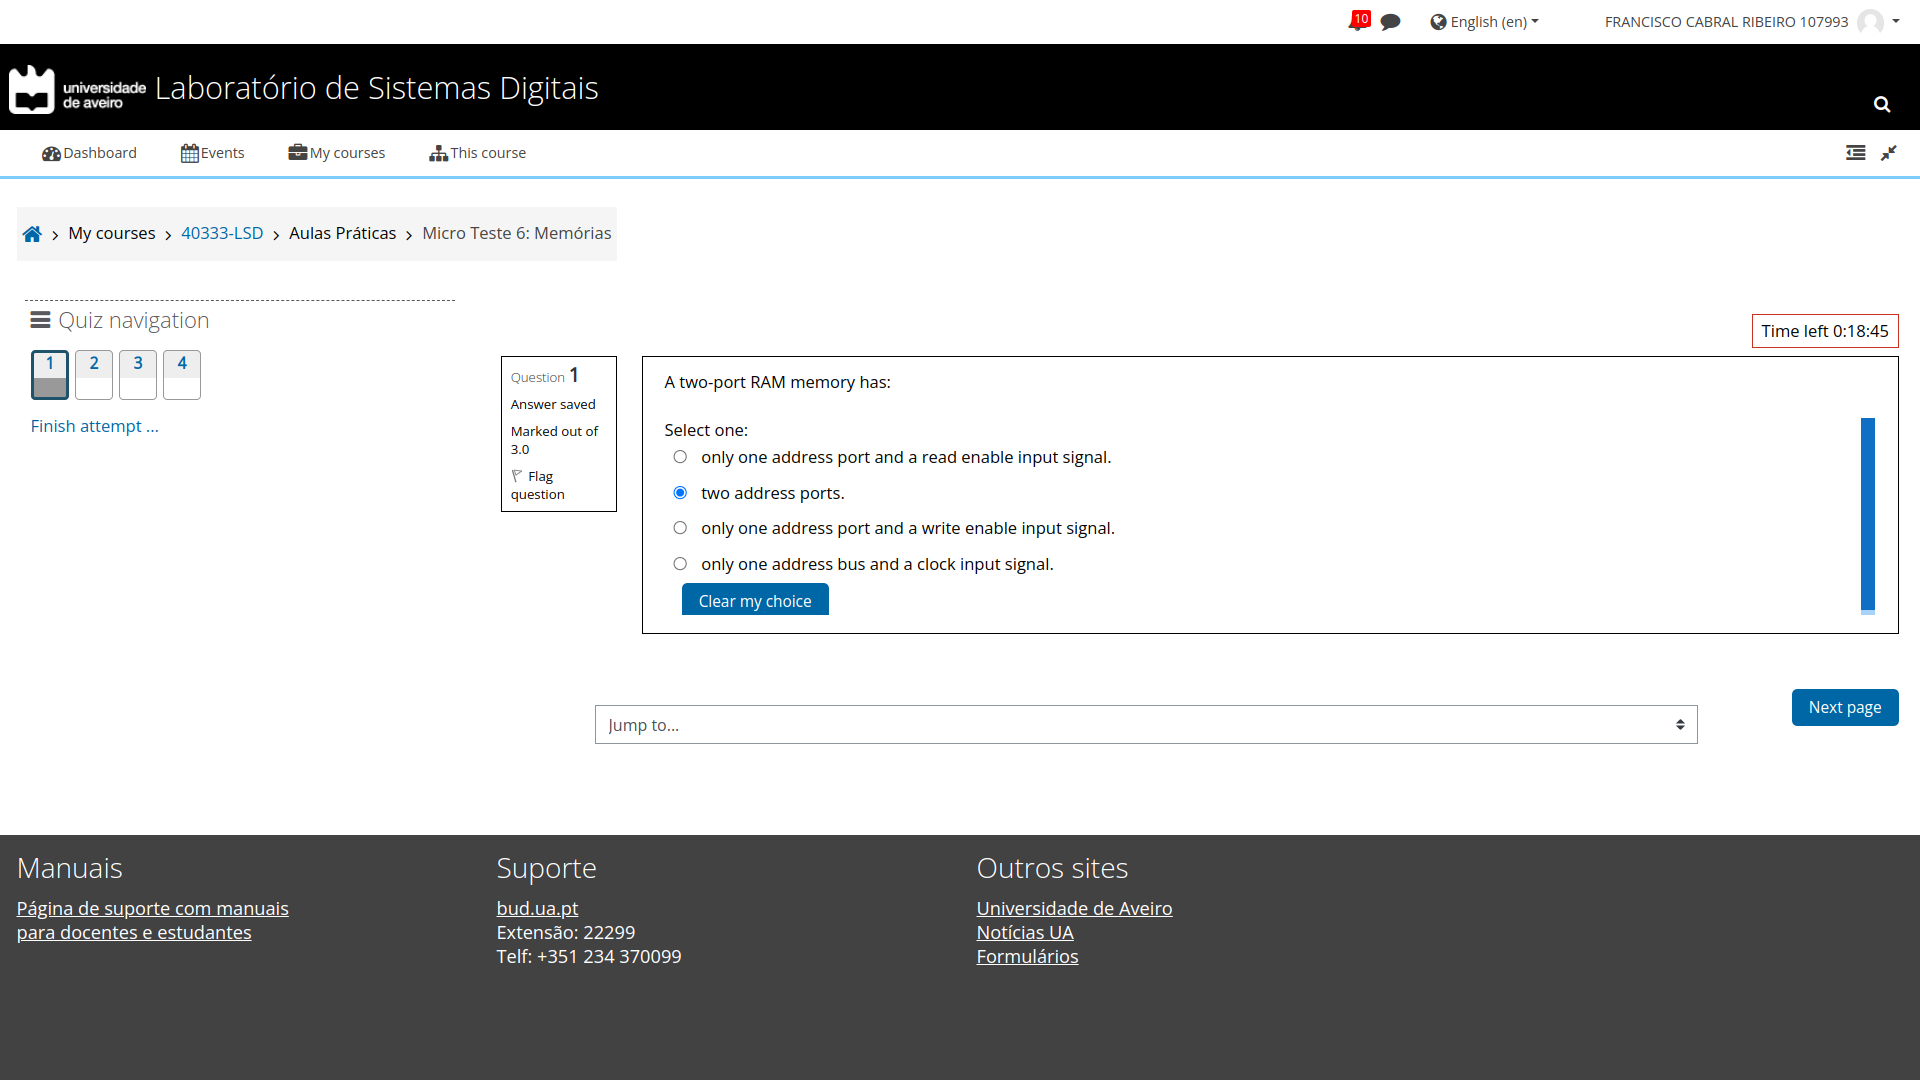 10
English (en)
FRANCISCO CABRAL RIBEIRO 107993
universidade
de aveiro
Laboratório de Sistemas Digitais
Dashboard
Events
My courses
This course
My courses
40333-LSD
Aulas Práticas
Micro Teste 6: Memórias
Quiz navigation
1
2
3
4
Finish attempt ...
Time left 0:18:45
Question 1
Answer saved
Marked out of
3.0
Flag
question
A two-port RAM memory has:
Select one:
only one address port and a read enable input signal.
two address ports.
only one address port and a write enable input signal.
only one address bus and a clock input signal.
Clear my choice
Next page
Jump to...
Manuais
Página de suporte com manuais
para docentes e estudantes
Suporte
bud.ua.pt
Extensão: 22299
Telf: +351 234 370099
Outros sites
Universidade de Aveiro
Notícias UA
Formulários